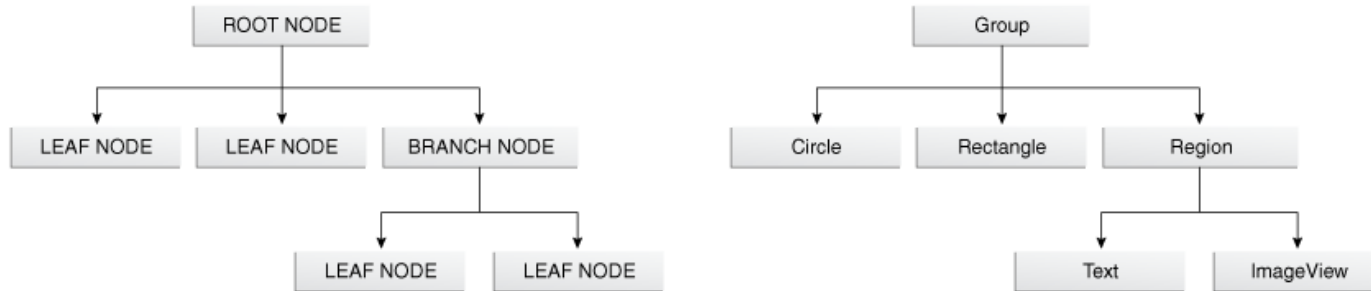 ROOT NODE
LEAF NODE
LEAF NODE
BRANCH NODE
LEAF NODE
LEAF NODE
Group
Circle
Rectangle
Region
Text
ImageView